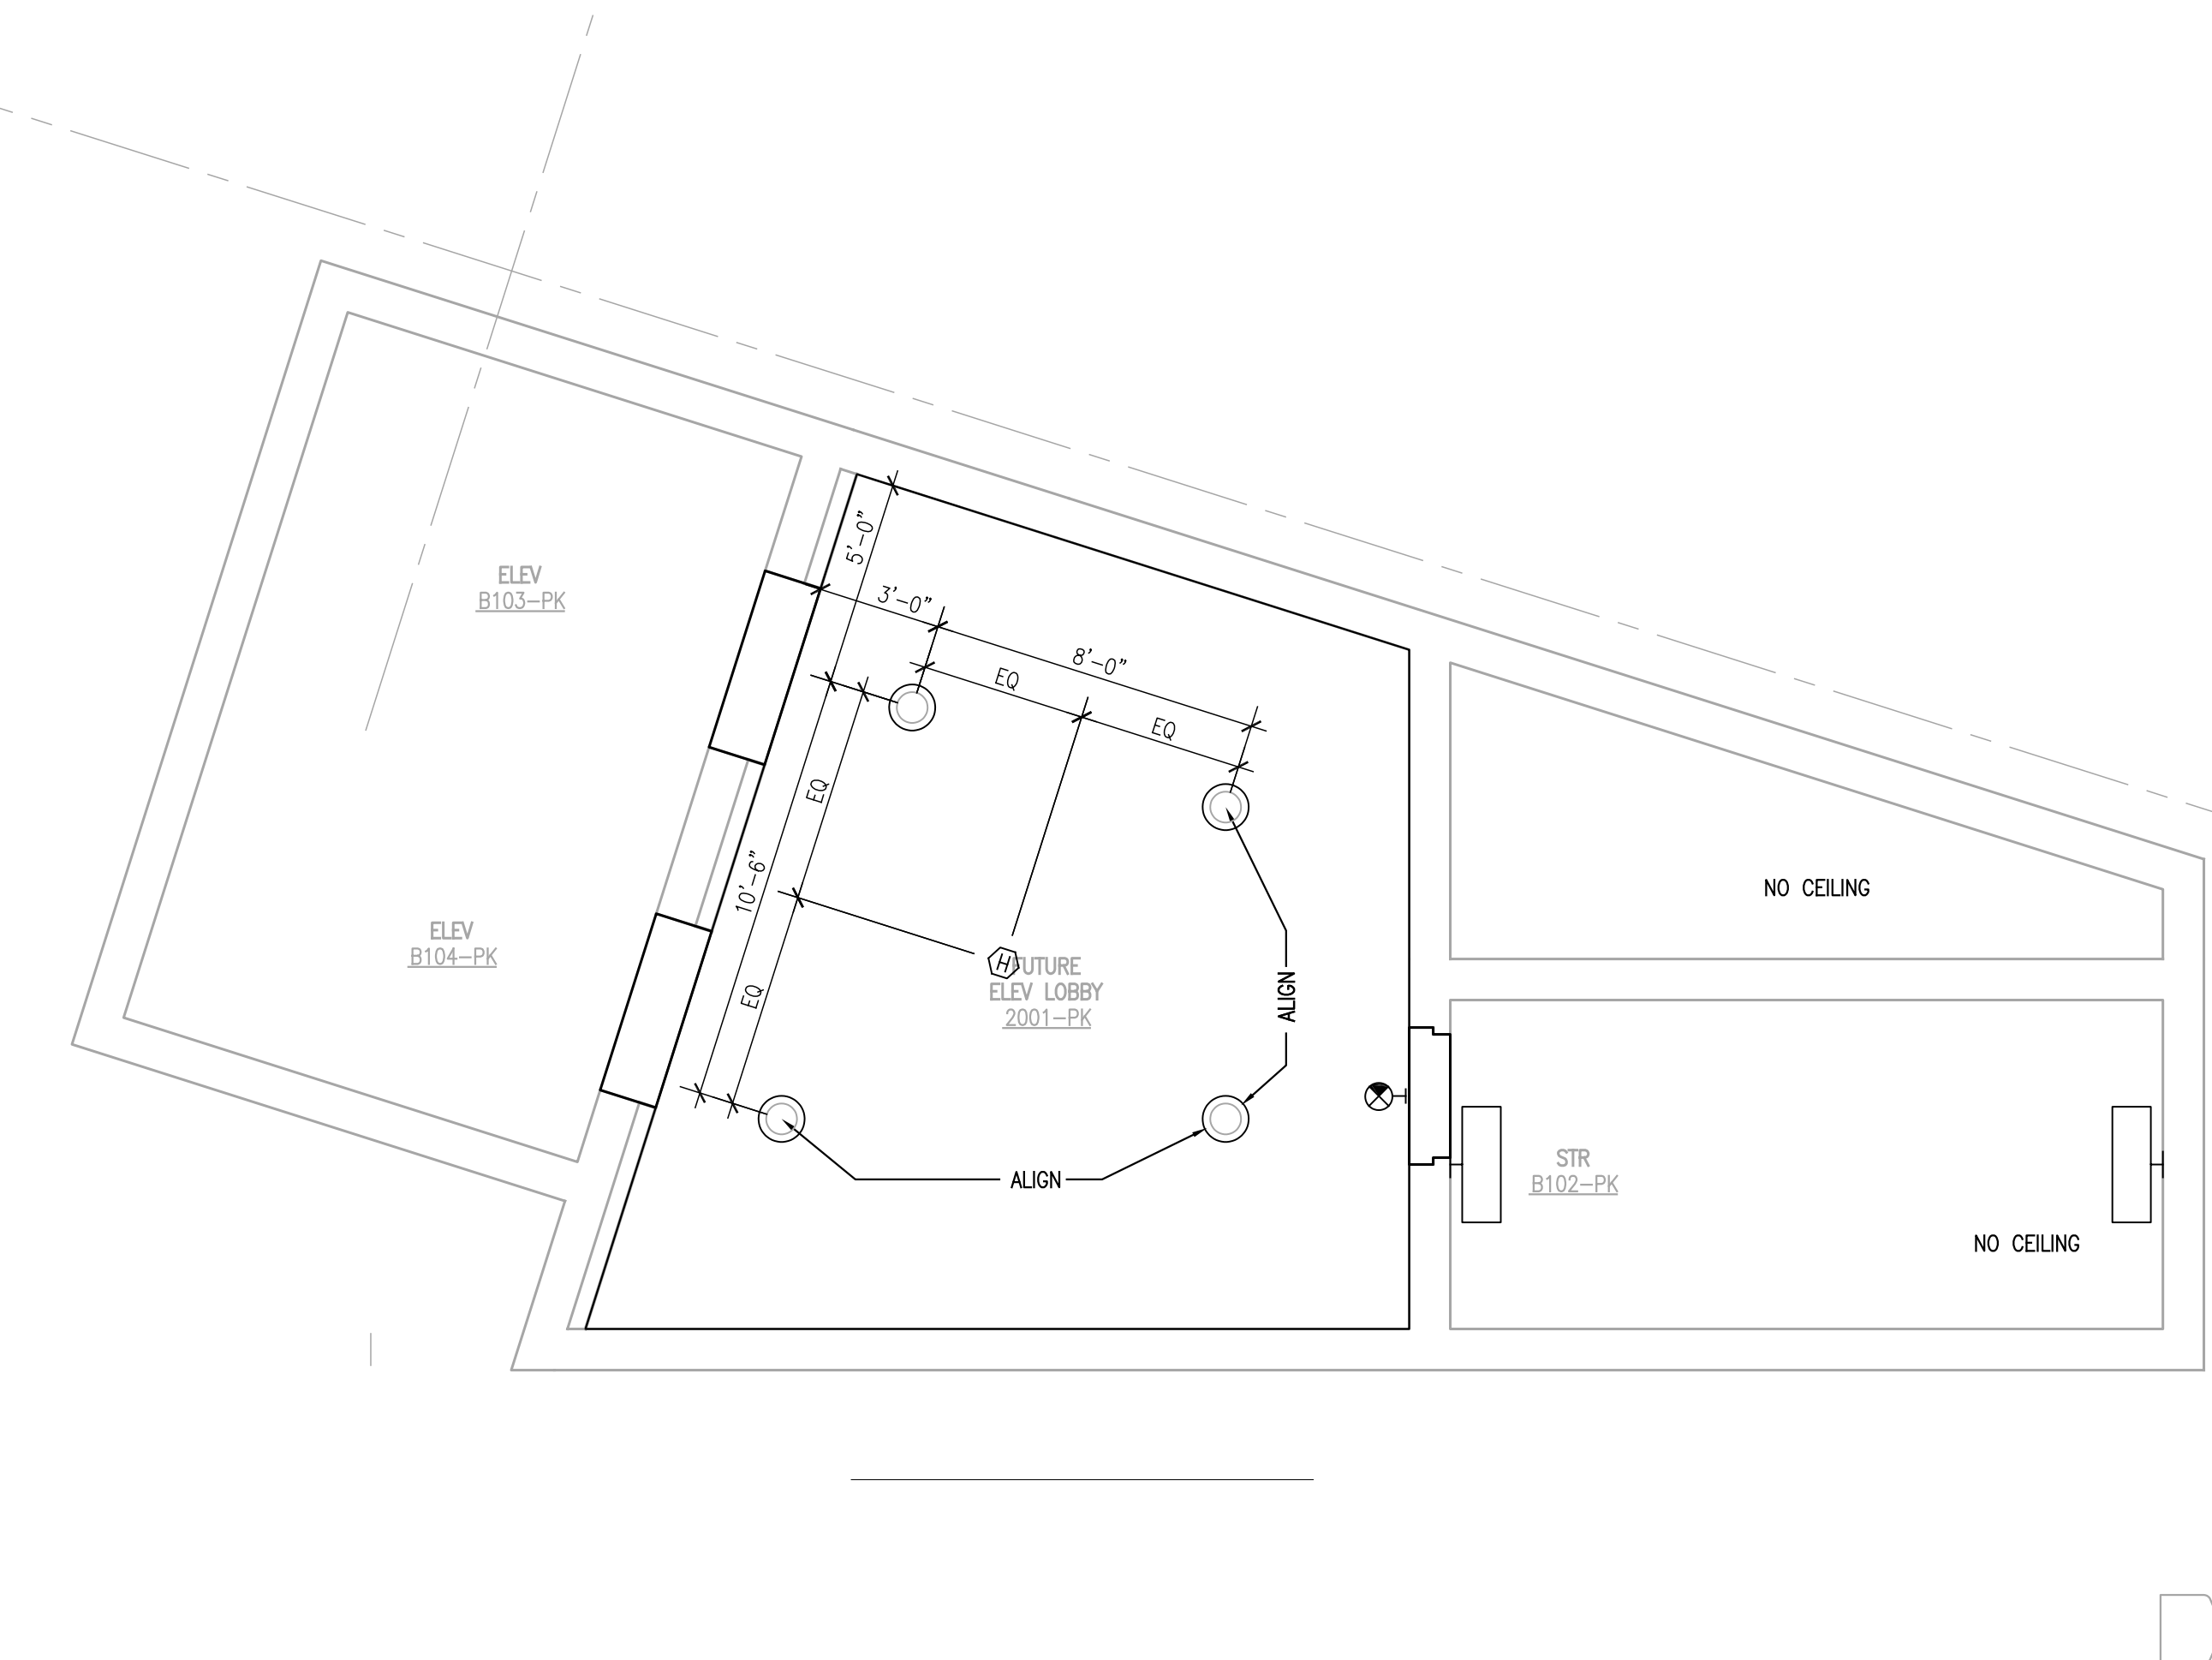 5'-0"
3'-0"
8'-0"
EQ
EQ
EQ
10'-6"
EQ
ELEV
B103-PK
ELEV
B104-PK
H
FUTURE
ELEV LOBBY
2001-PK
ALIGN
ALIGN
NO CEILING
STR
B102-PK
NO CEILING